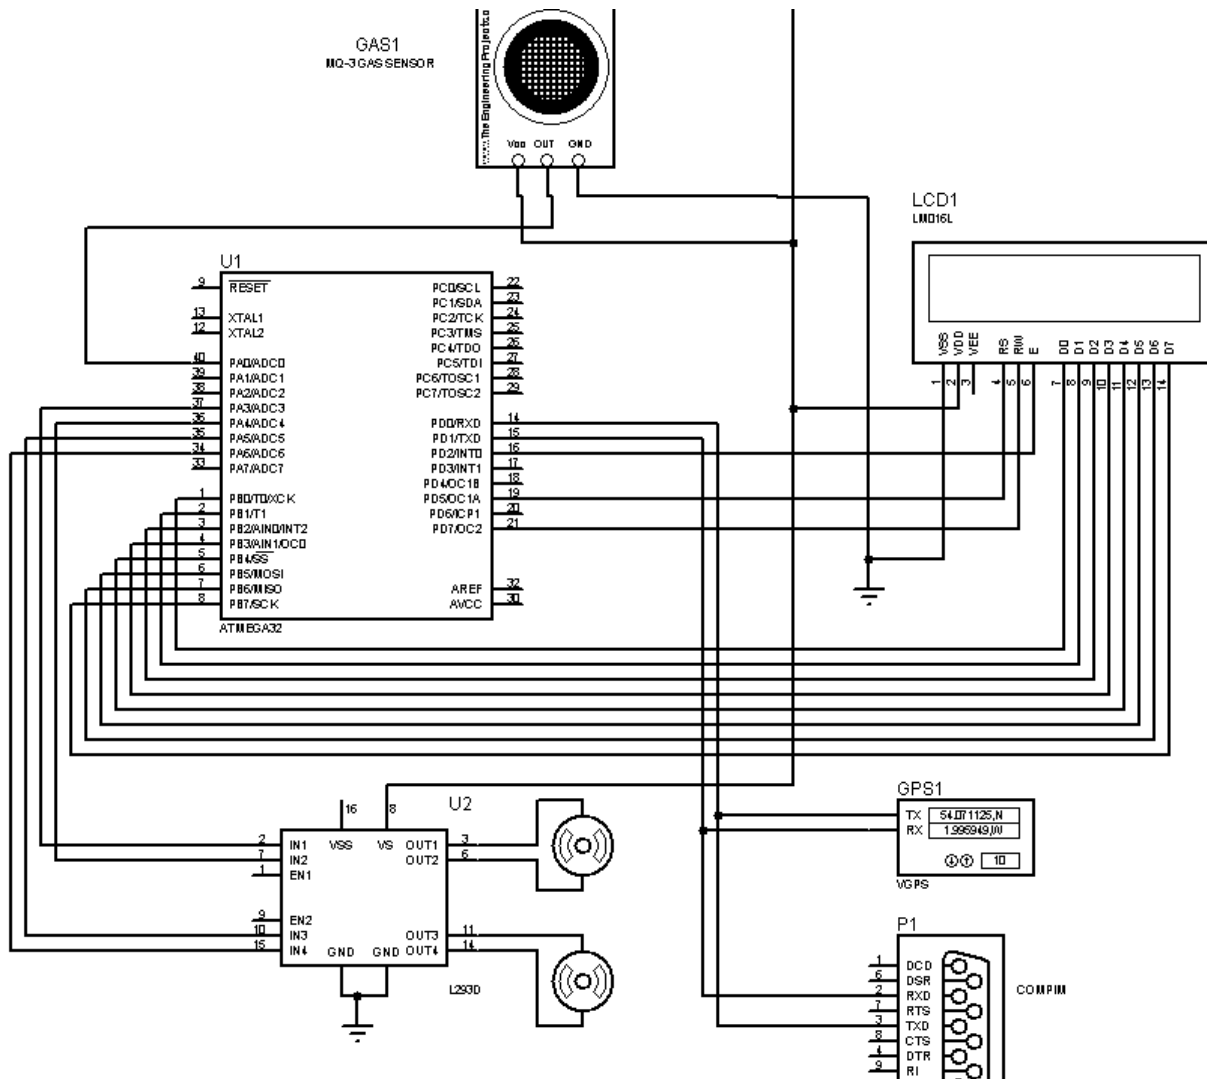 GAS1
MQ-3 GAS SENSOR
The Engineering Projects.co
OUT GND
LCD1
LM016L
VSS
VDD
VEE
RS
RW
E
D0
D1
D2
D3
D4
D5
D6
D7
1
2
3
4
5
6
7
8
9
10
11
12
13
14
U1
9 RESET
13 XTAL1
12 XTAL2
40 PA0/ADC0
39 PA1/ADC1
38 PA2/ADC2
37 PA3/ADC3
36 PA4/ADC4
35 PA5/ADC5
34 PA6/ADC6
33 PA7/ADC7
1 PB0/T0/XCK
2 PB1/T1
3 PB2/AIN0/INT2
4 PB3/AIN1/OC0
5 PB4/SS
6 PB5/MOSI
7 PB6/MISO
8 PB7/SCK
PC0/SCL 22
PC1/SDA 23
PC2/TCK 24
PC3/TMS 25
PC4/TDO 26
PC5/TDI 27
PC6/TOSC1 28
PC7/TOSC2 29
PD0/RXD 14
PD1/TXD 15
PD2/INT0 16
PD3/INT1 17
PD4/OC1B 18
PD5/OC1A 19
PD6/ICP1 20
PD7/OC2 21
AREF 32
AVCC 30
ATMEGA32
U2
16
8
2 IN1
7 IN2
1 EN1
9 EN2
10 IN3
15 IN4
VSS VS
OUT1 3
OUT2 6
OUT3 11
OUT4 14
GND GND
L293D
GPS1
TX 54.071125,N
RX 1.995949,W
10
VGPS
P1
1 DCD
6 DSR
2 RXD
7 RTS
3 TXD
8 CTS
4 DTR
9 RI
COMPIM